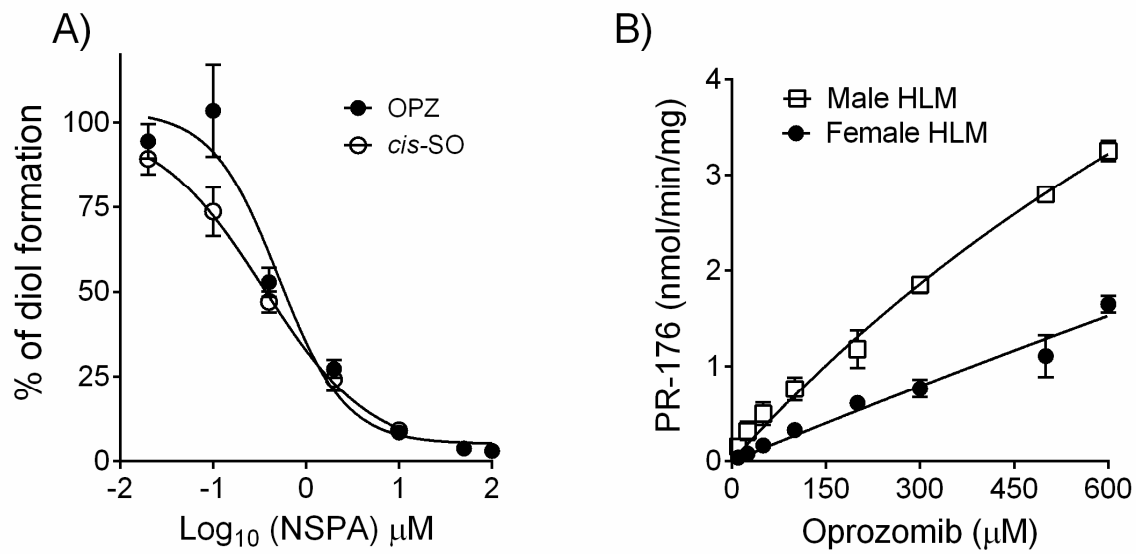 A)
% of diol formation
100
75
50
25
0
-2 -1 0 1 2
Log10 (NSPA) μM
OPZ
cis-SO
B)
PR-176 (nmol/min/mg)
4
3
2
1
0
0 150 300 450 600
Oprozomib (μM)
Male HLM
Female HLM